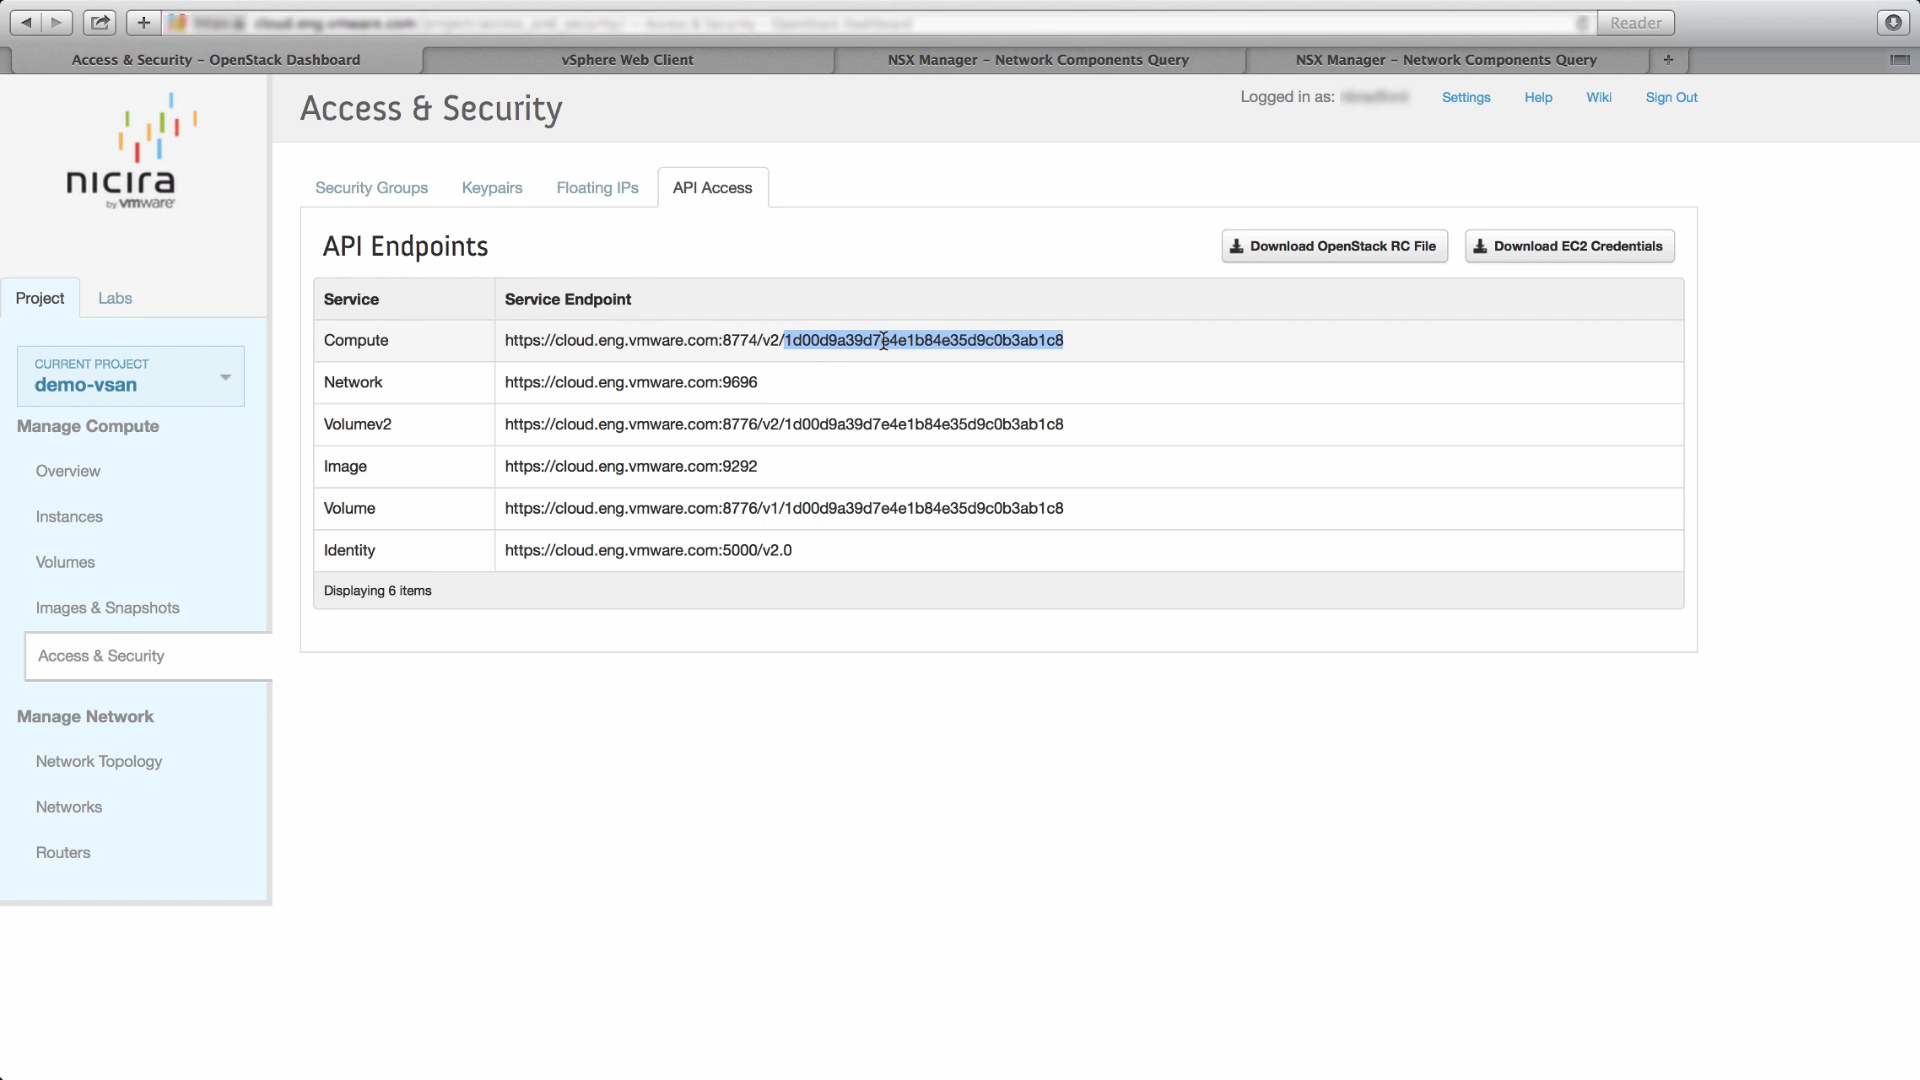 cloud.eng.vmware.com
Reader
Access & Security – OpenStack Dashboard
vSphere Web Client
NSX Manager – Network Components Query
NSX Manager – Network Components Query
nicira
by vmware
Access & Security
Logged in as:
Settings
Help
Wiki
Sign Out
Security Groups
Keypairs
Floating IPs
API Access
API Endpoints
Download OpenStack RC File
Download EC2 Credentials
Service
Service Endpoint
Compute
https://cloud.eng.vmware.com:8774/v2/1d00d9a39d7e4e1b84e35d9c0b3ab1c8
Network
https://cloud.eng.vmware.com:9696
Volumev2
https://cloud.eng.vmware.com:8776/v2/1d00d9a39d7e4e1b84e35d9c0b3ab1c8
Image
https://cloud.eng.vmware.com:9292
Volume
https://cloud.eng.vmware.com:8776/v1/1d00d9a39d7e4e1b84e35d9c0b3ab1c8
Identity
https://cloud.eng.vmware.com:5000/v2.0
Displaying 6 items
Project
Labs
CURRENT PROJECT
demo-vsan
Manage Compute
Overview
Instances
Volumes
Images & Snapshots
Access & Security
Manage Network
Network Topology
Networks
Routers